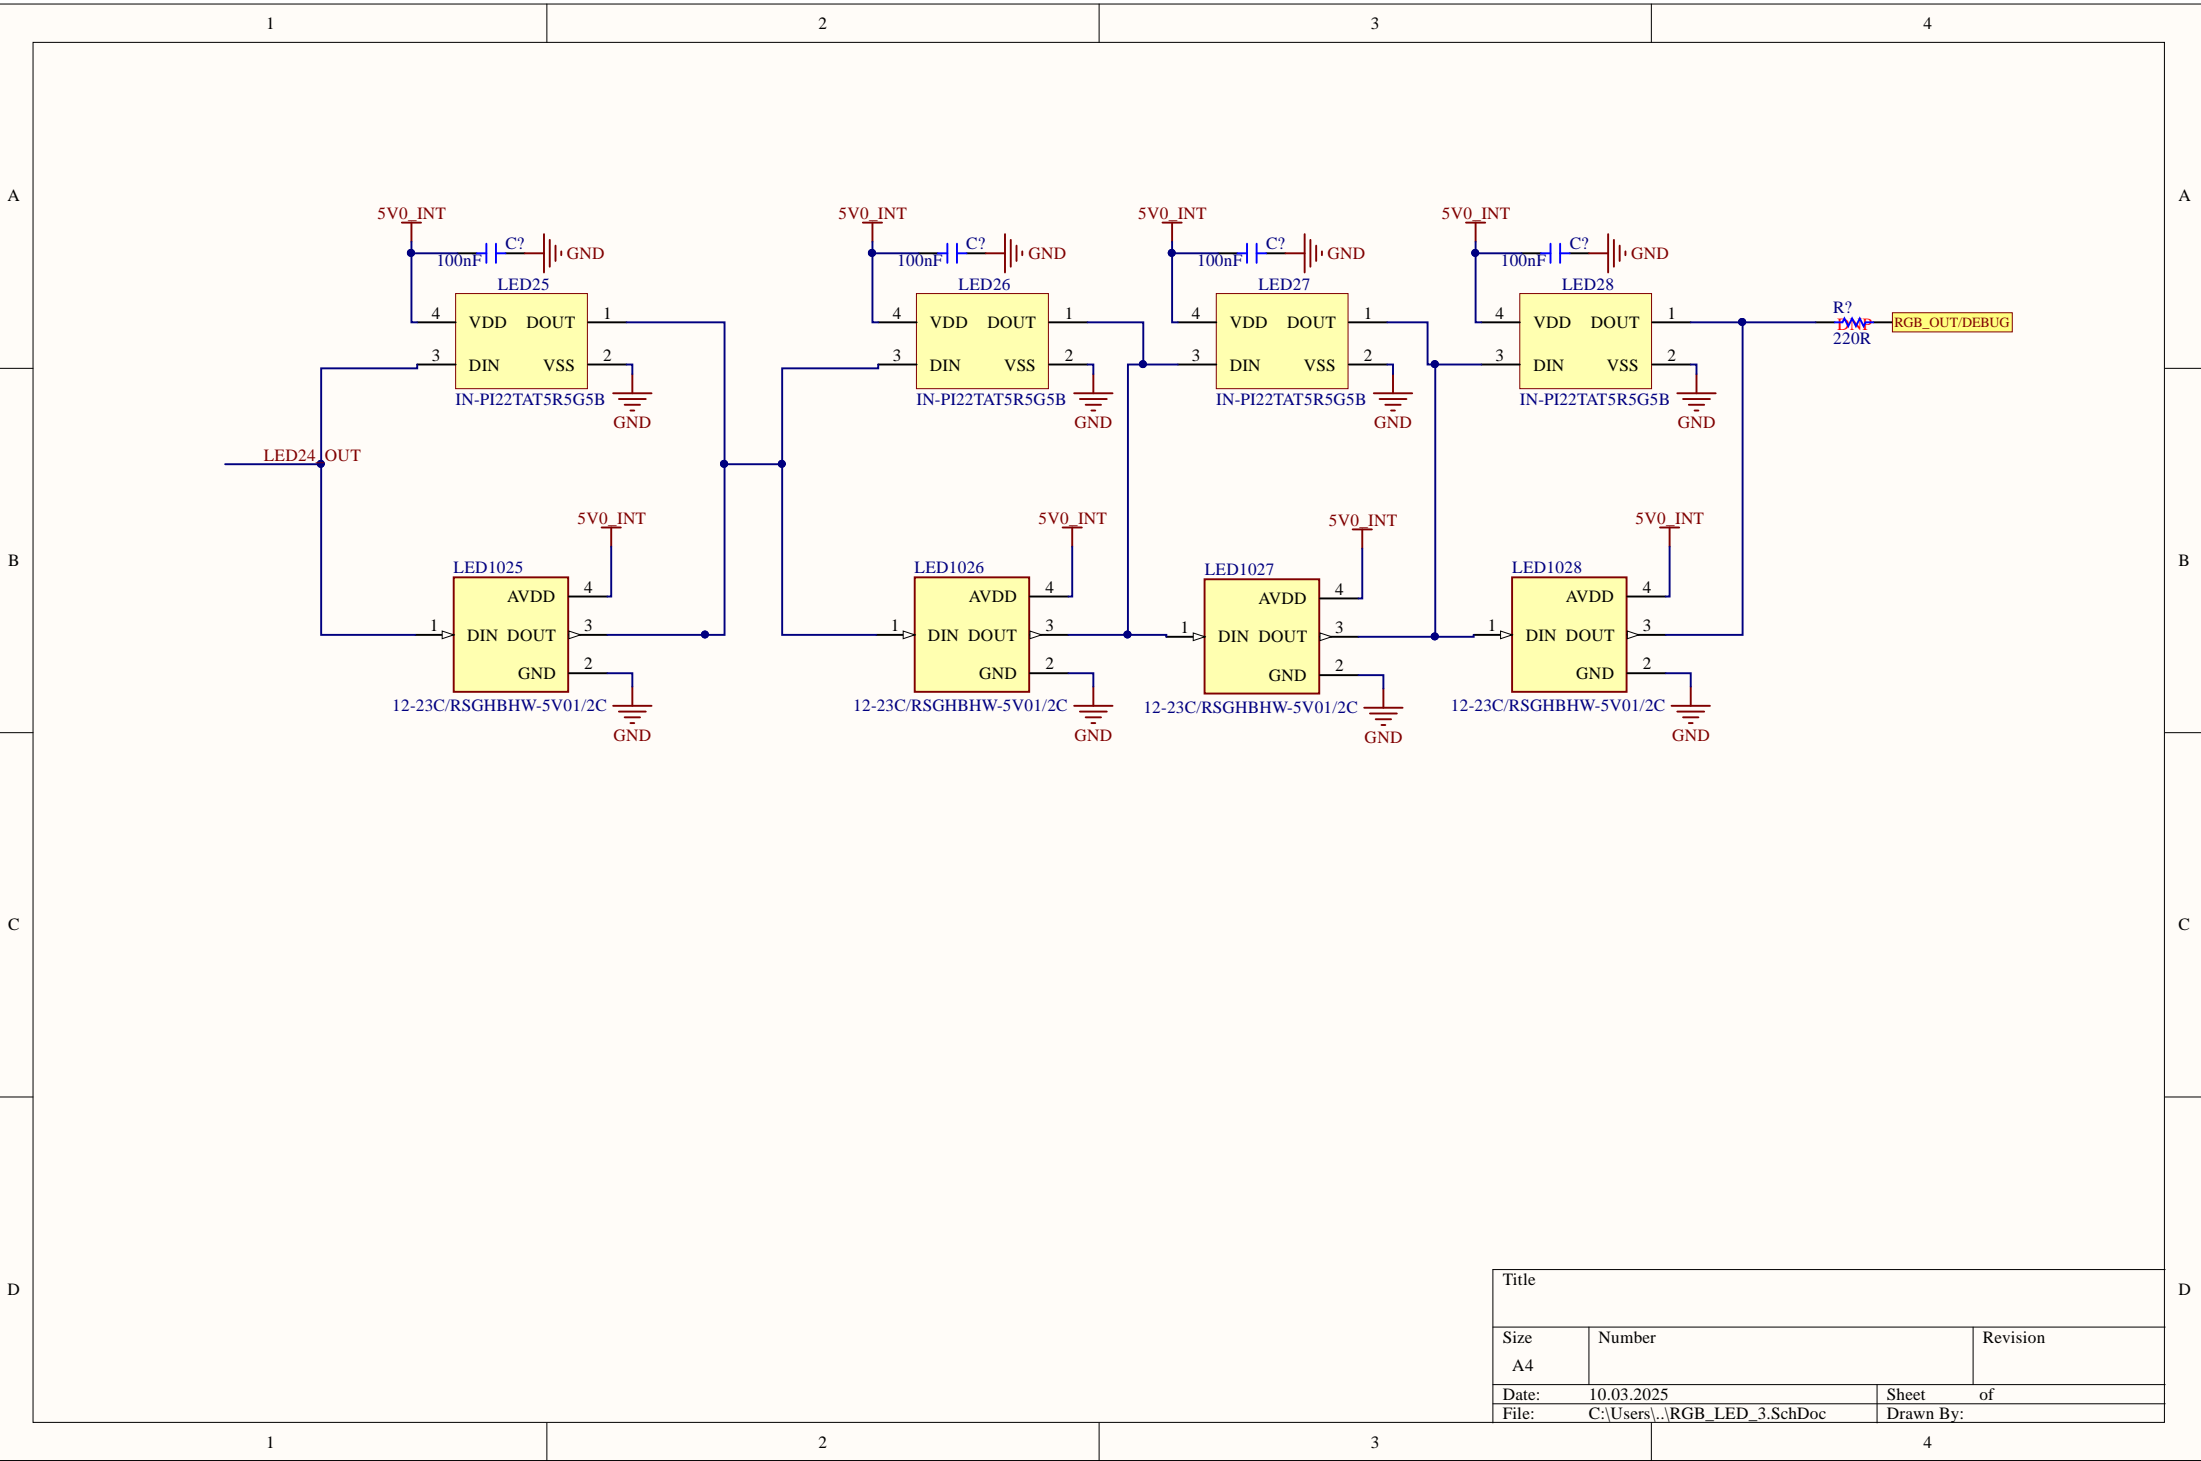 1 2 3 4
A A
5V0_INT 5V0_INT 5V0_INT 5V0_INT
C? GND C? GND C? GND C? GND
100nF 100nF 100nF 100nF
LED25 LED26 LED27 LED28
4 VDD DOUT 1 4 VDD DOUT 1 4 VDD DOUT 1 4 VDD DOUT 1 R? DNP RGB_OUT/DEBUG
220R
3 DIN VSS 2 3 DIN VSS 2 3 DIN VSS 2 3 DIN VSS 2
IN-PI22TAT5R5G5B IN-PI22TAT5R5G5B IN-PI22TAT5R5G5B IN-PI22TAT5R5G5B
GND GND GND GND
LED24_OUT
5V0_INT 5V0_INT 5V0_INT 5V0_INT
B B
LED1025 LED1026 LED1027 LED1028
AVDD 4 AVDD 4 AVDD 4 AVDD 4
1 DIN DOUT 3 1 DIN DOUT 3 1 DIN DOUT 3 1 DIN DOUT 3
GND 2 GND 2 GND 2 GND 2
12-23C/RSGHBHW-5V01/2C 12-23C/RSGHBHW-5V01/2C 12-23C/RSGHBHW-5V01/2C 12-23C/RSGHBHW-5V01/2C
GND GND GND GND
C C
D D
Title
Size Number Revision
A4
Date: 10.03.2025 Sheet of
File: C:\Users\..\RGB_LED_3.SchDoc Drawn By:
1 2 3 4